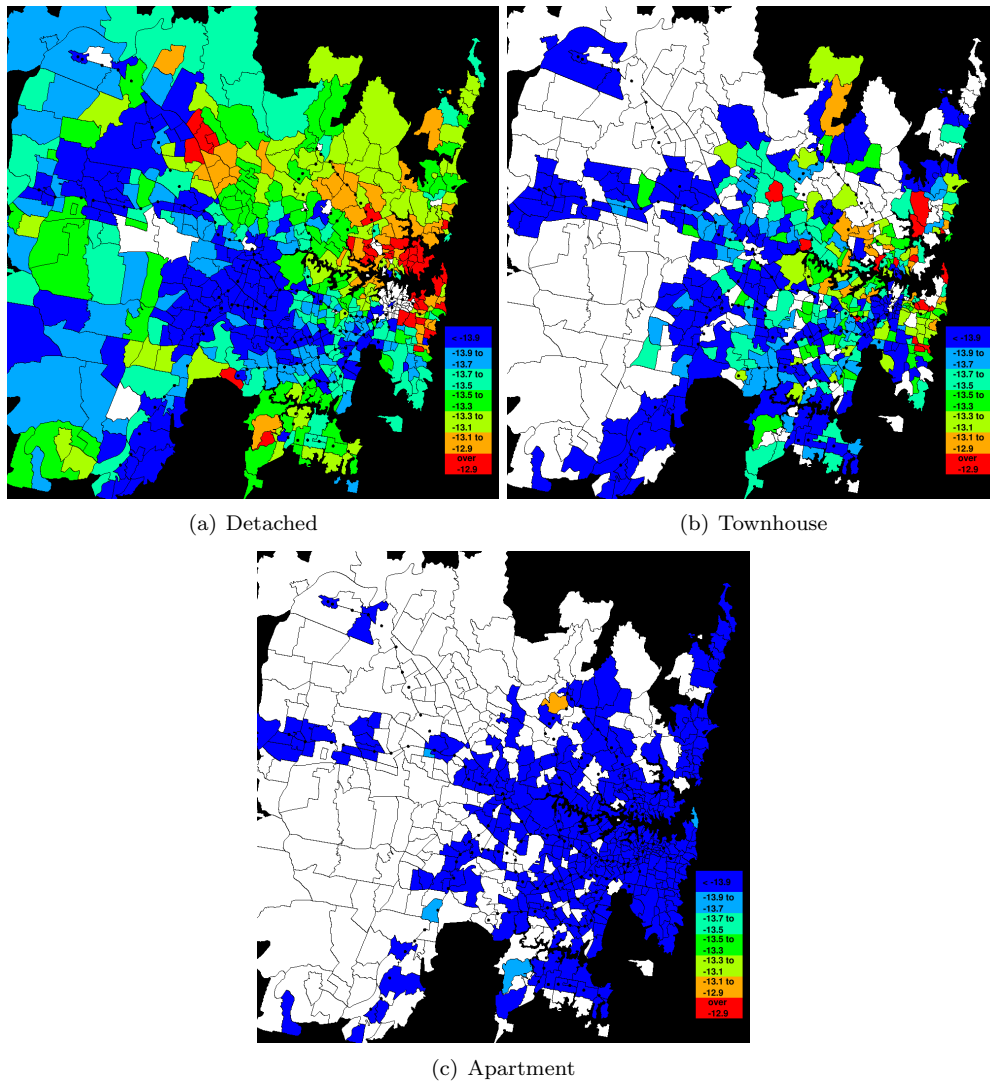 < -13.9
-13.9 to
-13.7
-13.7 to
-13.5
-13.5 to
-13.3
-13.3 to
-13.1
-13.1 to
-12.9
over
-12.9
< -13.9
-13.9 to
-13.7
-13.7 to
-13.5
-13.5 to
-13.3
-13.3 to
-13.1
-13.1 to
-12.9
over
-12.9
(a) Detached
(b) Townhouse
< -13.9
-13.9 to
-13.7
-13.7 to
-13.5
-13.5 to
-13.3
-13.3 to
-13.1
-13.1 to
-12.9
over
-12.9
(c) Apartment